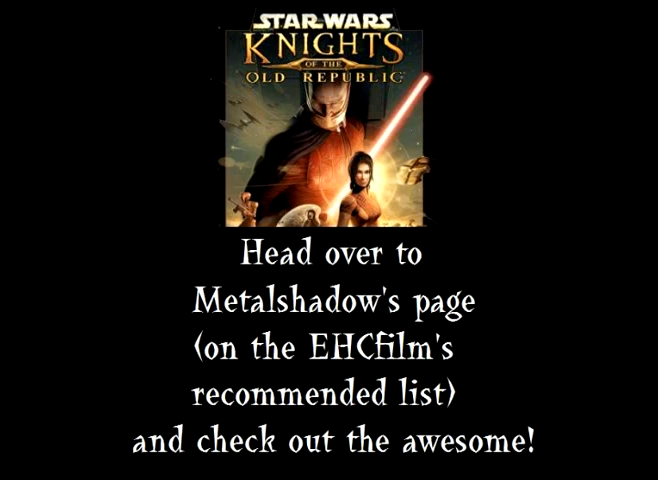 STAR WARS
KNIGHTS
OF THE
OLD REPUBLIC
Head over to
Metalshadow's page
(on the EHCfilm's
recommended list)
and check out the awesome!